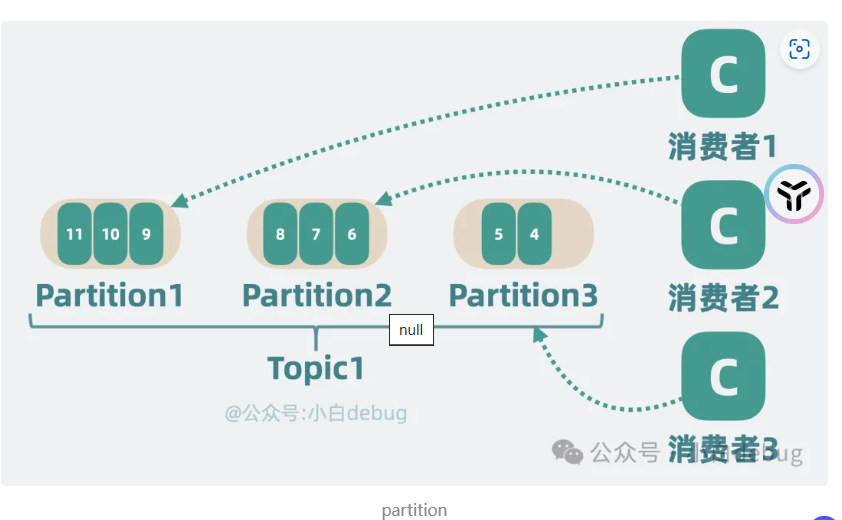 C
消费者1
C
消费者2
11 10 9
8 7 6
5 4
Partition1
Partition2
Partition3
null
Topic1
C
@公众号:小白debug
消费者3
公众号
debug
partition